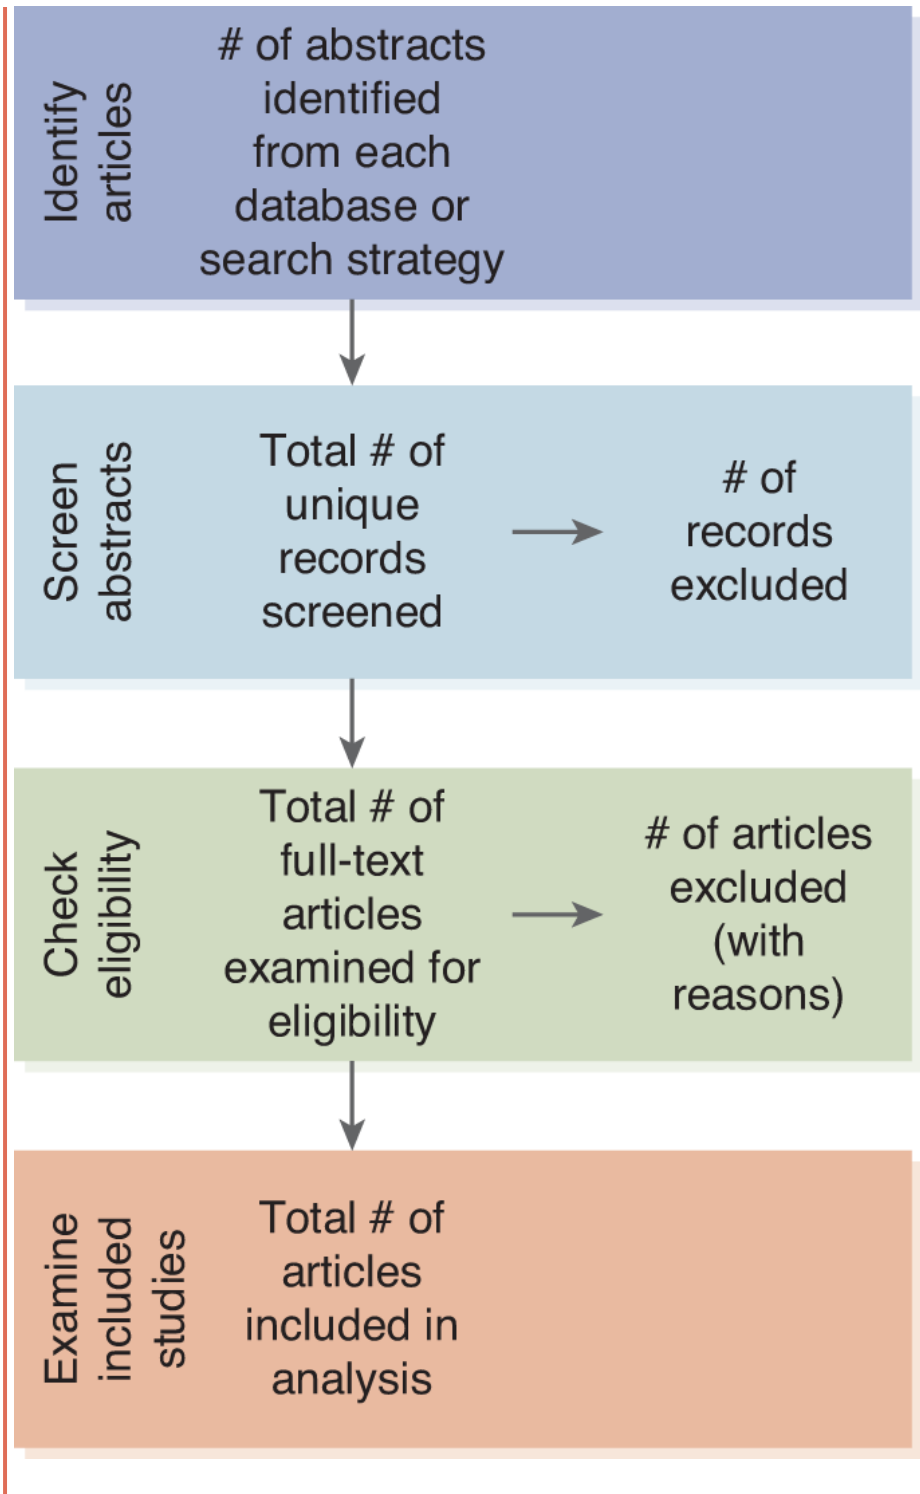 Identify
articles
# of abstracts
identified
from each
database or
search strategy
Screen
abstracts
Total # of
unique
records
screened
# of
records
excluded
Check
eligibility
Total # of
full-text
articles
examined for
eligibility
# of articles
excluded
(with
reasons)
Examine
included
studies
Total # of
articles
included in
analysis